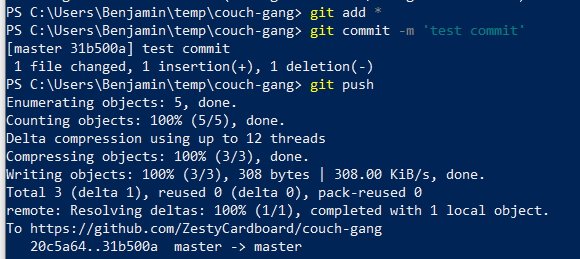 PS C:\Users\Benjamin\temp\couch-gang> git add *
PS C:\Users\Benjamin\temp\couch-gang> git commit -m 'test commit'
[master 31b500a] test commit
 1 file changed, 1 insertion(+), 1 deletion(-)
PS C:\Users\Benjamin\temp\couch-gang> git push
Enumerating objects: 5, done.
Counting objects: 100% (5/5), done.
Delta compression using up to 12 threads
Compressing objects: 100% (3/3), done.
Writing objects: 100% (3/3), 308 bytes | 308.00 KiB/s, done.
Total 3 (delta 1), reused 0 (delta 0), pack-reused 0
remote: Resolving deltas: 100% (1/1), completed with 1 local object.
To https://github.com/ZestyCardboard/couch-gang
   20c5a64..31b500a  master -> master